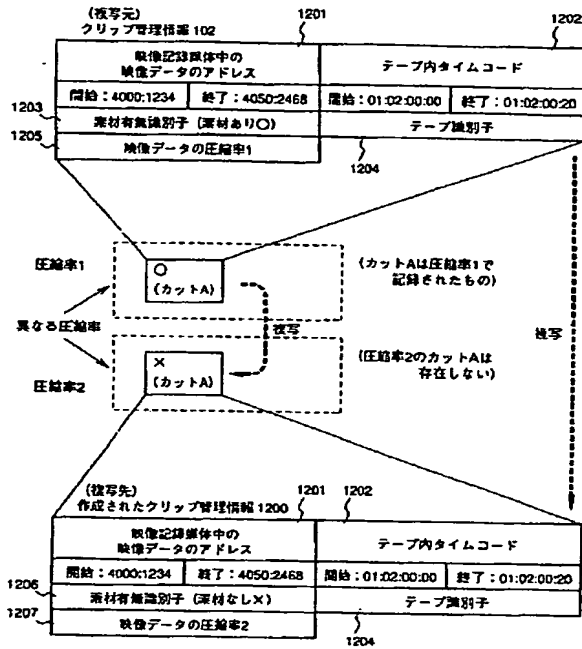 (複写元)
クリップ管理情報 102
1201
1202
映像記録媒体中の
映像データのアドレス
テープ内タイムコード
開始:4000:1234
終了:4050:2468
開始:01:02:00:00
終了:01:02:00:20
1203
素材有無識別子 (素材あり○)
テープ識別子
1205
映像データの圧縮率1
1204
圧縮率1
○
(カットA)
(カットAは圧縮率1で
記録されたもの)
異なる圧縮率
複写
複写
圧縮率2
×
(カットA)
(圧縮率2のカットAは
存在しない)
(複写先)
作成されたクリップ管理情報 1200
1201
1202
映像記録媒体中の
映像データのアドレス
テープ内タイムコード
開始:4000:1234
終了:4050:2468
開始:01:02:00:00
終了:01:02:00:20
1206
素材有無識別子 (素材なし×)
テープ識別子
1207
映像データの圧縮率2
1204